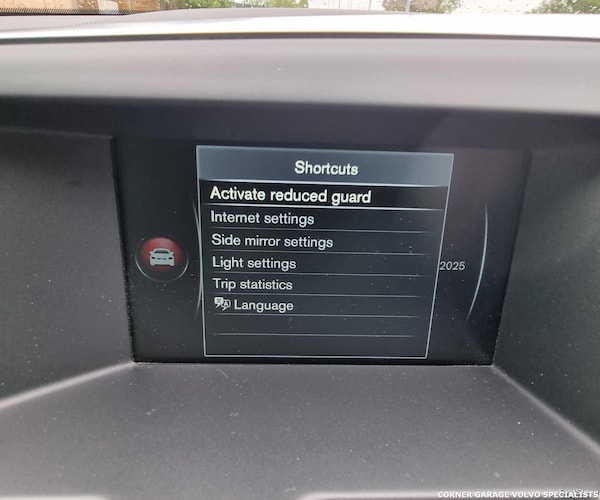 Shortcuts
Activate reduced guard
Internet settings
Side mirror settings
Light settings
2025
Trip statistics
Language
CORNER GARAGE VOLVO SPECIALISTS